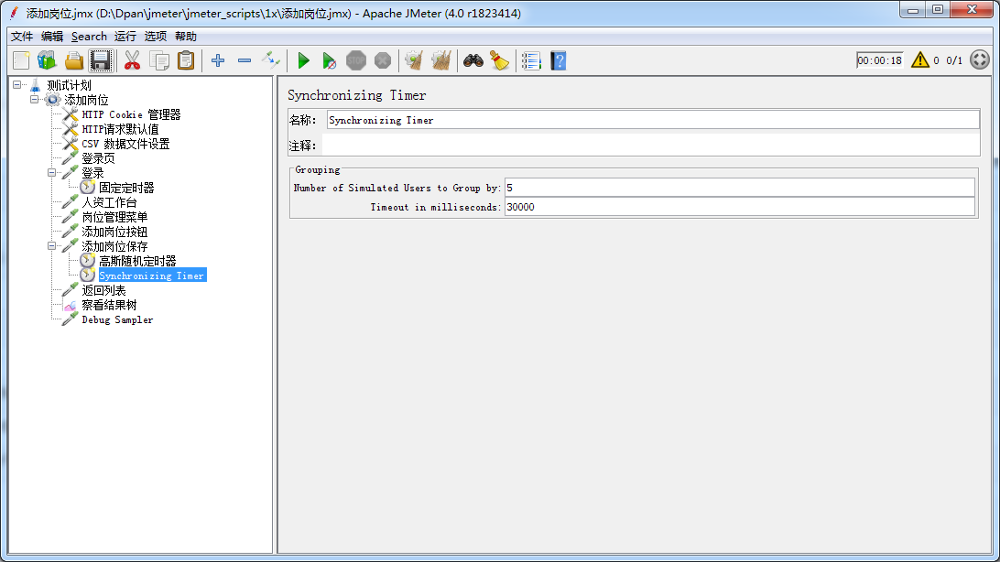 添加岗位.jmx (D:\Dpan\jmeter\jmeter_scripts\1x\添加岗位.jmx) - Apache JMeter (4.0 r1823414)
文件 编辑 Search 运行 选项 帮助
STOP
00:00:18 0 0/1
测试计划
添加岗位
HTTP Cookie 管理器
HTTP请求默认值
CSV 数据文件设置
登录页
登录
固定定时器
人资工作台
岗位管理菜单
添加岗位按钮
添加岗位保存
高斯随机定时器
Synchronizing Timer
返回列表
察看结果树
Debug Sampler
Synchronizing Timer
名称: Synchronizing Timer
注释:
Grouping
Number of Simulated Users to Group by: 5
Timeout in milliseconds: 30000